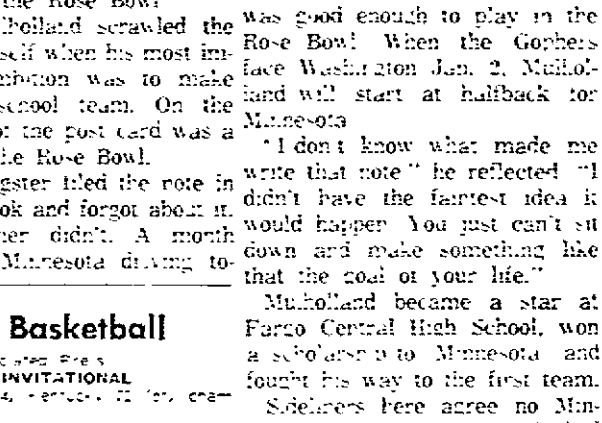 the Rose Bowl
holland scrawled the
self when his most im-
bition was to make
school team. On the
of the post card was a
the Rose Bowl.
gster filed the note in
ok and forgot about it.
her didn't. A month
Minnesota driving to-
Basketball
INVITATIONAL
was good enough to play in the
Rose Bowl. When the Gophers
face Washington Jan. 2, Mulhol-
land will start at halfback for
Minnesota
"I don't know what made me
write that note" he reflected "I
didn't have the faintest idea it
would happen You just can't sit
down and make something like
that the goal of your life."
Mulholland became a star at
Fargo Central High School, won
a scholarship to Minnesota and
fought his way to the first team.
Sideliners here agree no Min-